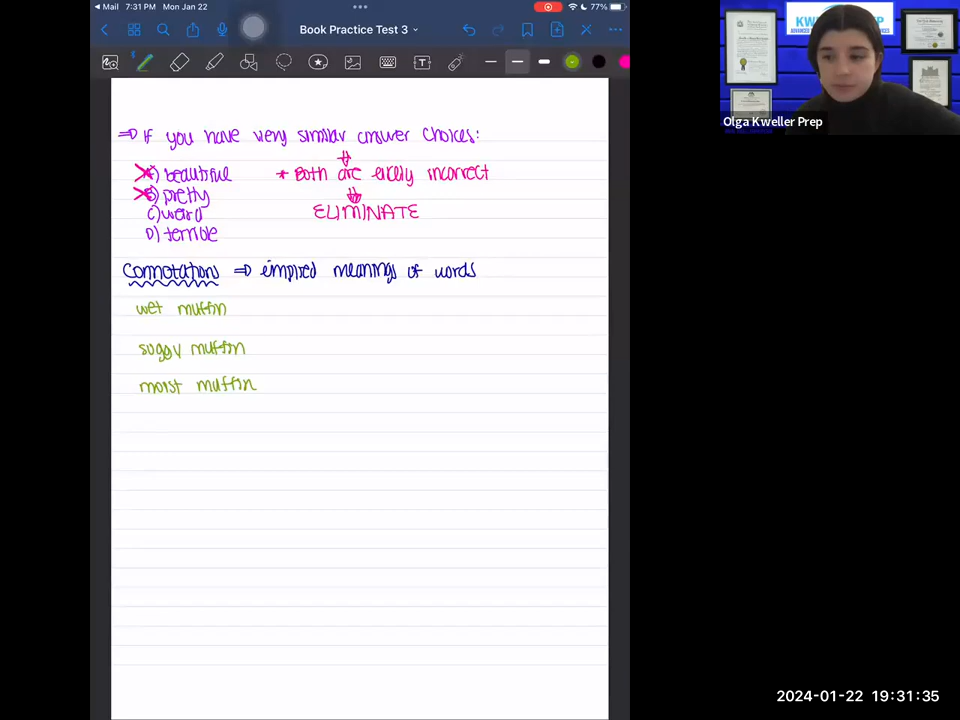 Mail 7:31 PM Mon Jan 22 77%
Book Practice Test 3
⇒ If you have very similar answer choices:
A) beautiful * Both are likely incorrect
B) pretty
C) weird ELIMINATE
D) terrible
Connotations ⇒ implied meanings of words
wet muffin
soggy muffin
moist muffin
Olga Kweller Prep
2024-01-22 19:31:35